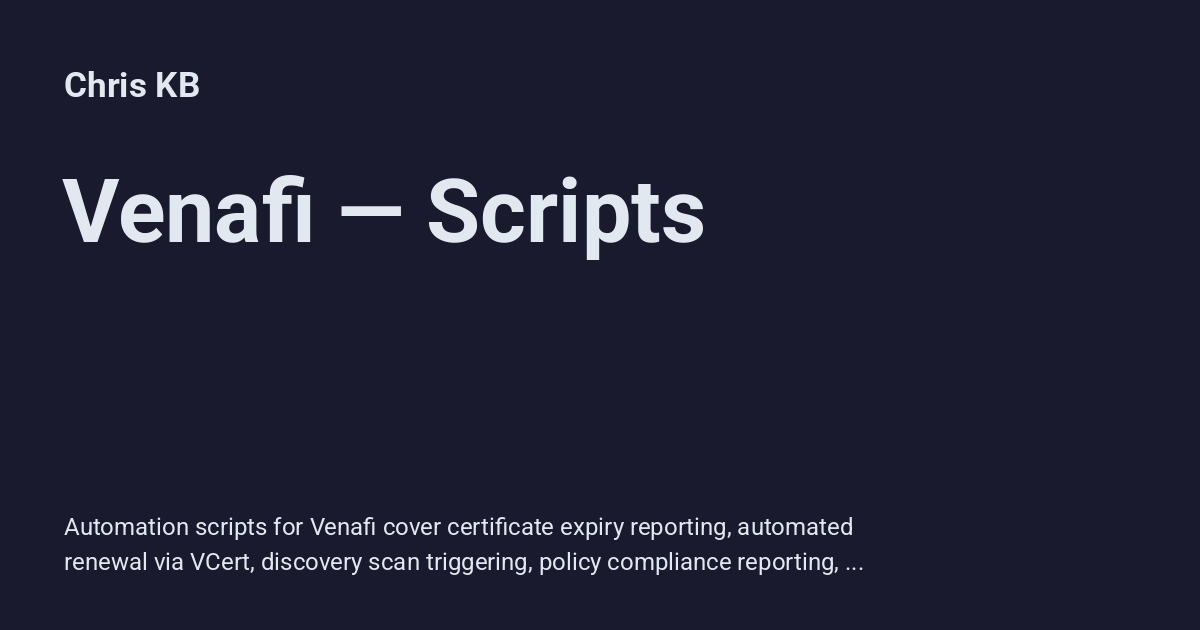 Chris KB
Venafi — Scripts
Automation scripts for Venafi cover certificate expiry reporting, automated
renewal via VCert, discovery scan triggering, policy compliance reporting, ...